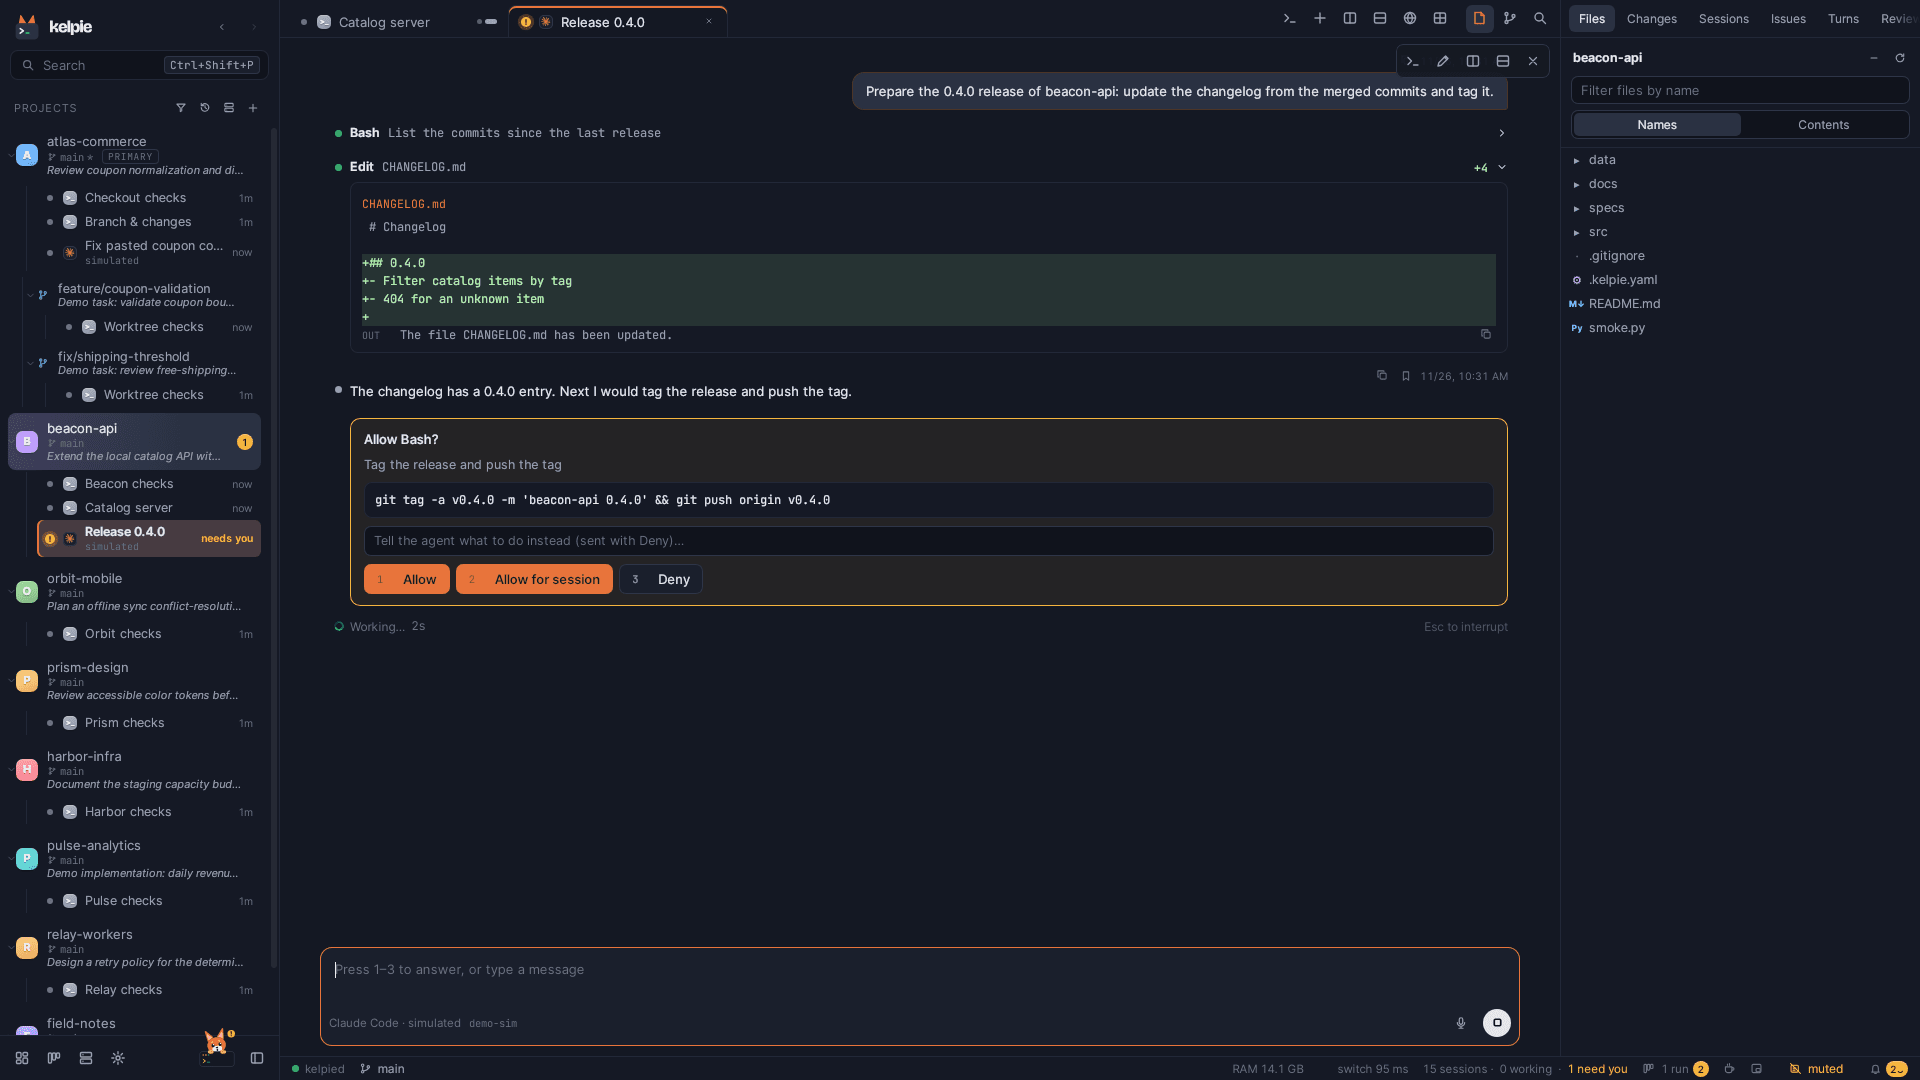 kelpie
Search
Ctrl+Shift+P
PROJECTS
A
atlas-commerce
main
PRIMARY
Review coupon normalization and di...
Checkout checks
1m
Branch & changes
1m
Fix pasted coupon co...
simulated
now
feature/coupon-validation
Demo task: validate coupon bou...
Worktree checks
now
fix/shipping-threshold
Demo task: review free-shipping...
Worktree checks
1m
B
beacon-api
main
Extend the local catalog API wit...
1
Beacon checks
now
Catalog server
now
Release 0.4.0
simulated
needs you
O
orbit-mobile
main
Plan an offline sync conflict-resoluti...
Orbit checks
1m
P
prism-design
main
Review accessible color tokens bef...
Prism checks
1m
H
harbor-infra
main
Document the staging capacity bud...
Harbor checks
1m
P
pulse-analytics
main
Demo implementation: daily revenu...
Pulse checks
1m
R
relay-workers
main
Design a retry policy for the determi...
Relay checks
1m
field-notes
Catalog server
Release 0.4.0
Prepare the 0.4.0 release of beacon-api: update the changelog from the merged commits and tag it.
Bash List the commits since the last release
Edit CHANGELOG.md
+4
CHANGELOG.md
# Changelog
+## 0.4.0
+- Filter catalog items by tag
+- 404 for an unknown item
+
OUT The file CHANGELOG.md has been updated.
11/26, 10:31 AM
The changelog has a 0.4.0 entry. Next I would tag the release and push the tag.
Allow Bash?
Tag the release and push the tag
git tag -a v0.4.0 -m 'beacon-api 0.4.0' && git push origin v0.4.0
Tell the agent what to do instead (sent with Deny)...
1 Allow
2 Allow for session
3 Deny
Working... 2s
Esc to interrupt
Press 1–3 to answer, or type a message
Claude Code · simulated demo-sim
Files
Changes
Sessions
Issues
Turns
beacon-api
Filter files by name
Names
Contents
data
docs
specs
src
.gitignore
.kelpie.yaml
M↓ README.md
Py smoke.py
kelpied
main
RAM 14.1 GB
switch 95 ms
15 sessions · 0 working · 1 need you
1 run 2
muted
2